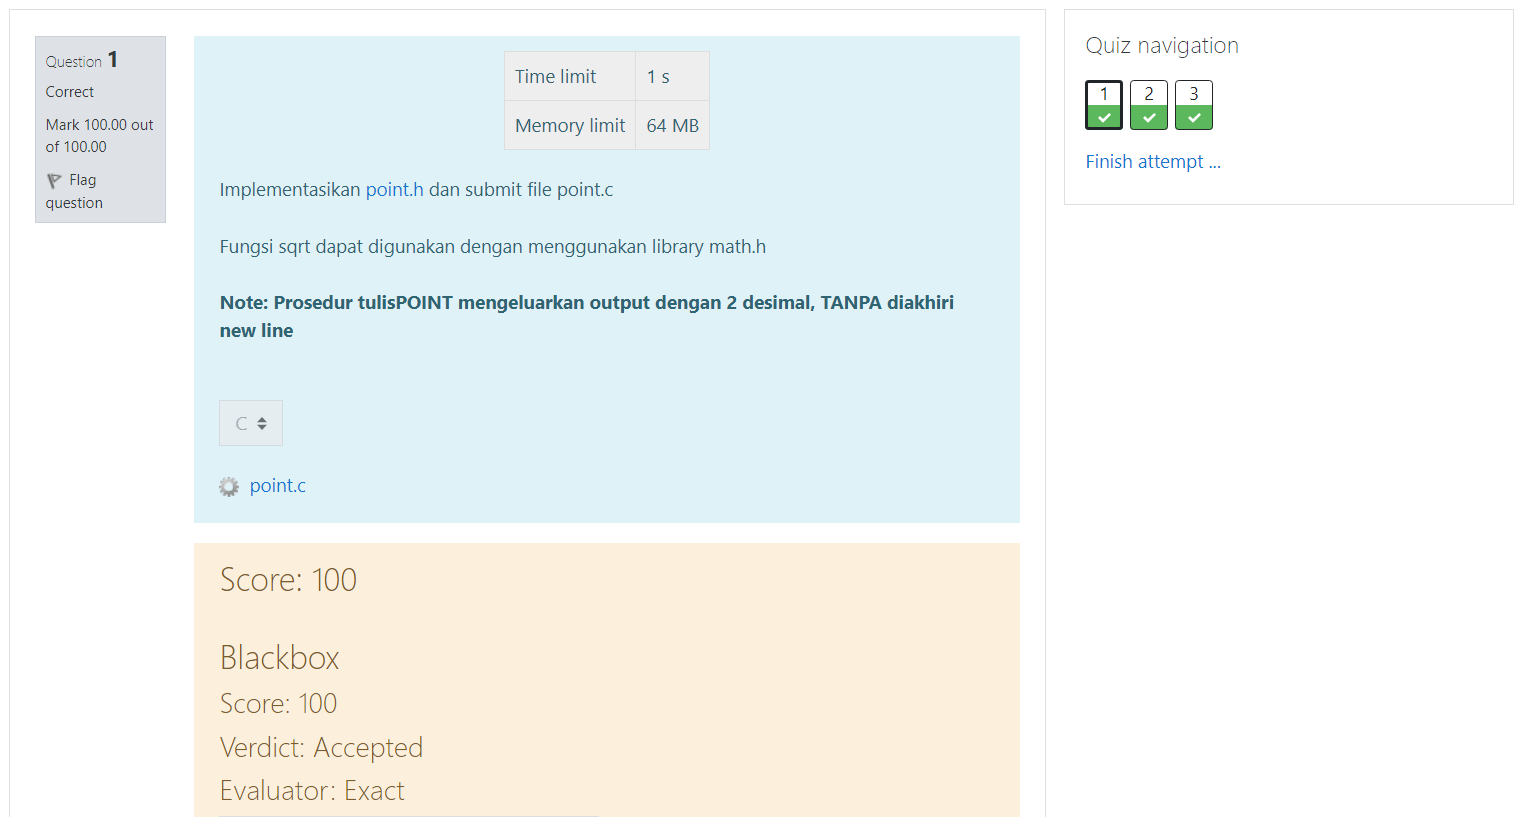 Question 1
Correct
Mark 100.00 out
of 100.00
Flag
question
Time limit 1 s
Memory limit 64 MB
Implementasikan point.h dan submit file point.c
Fungsi sqrt dapat digunakan dengan menggunakan library math.h
Note: Prosedur tulisPOINT mengeluarkan output dengan 2 desimal, TANPA diakhiri
new line
C
point.c
Score: 100
Blackbox
Score: 100
Verdict: Accepted
Evaluator: Exact
Quiz navigation
1 2 3
Finish attempt ...